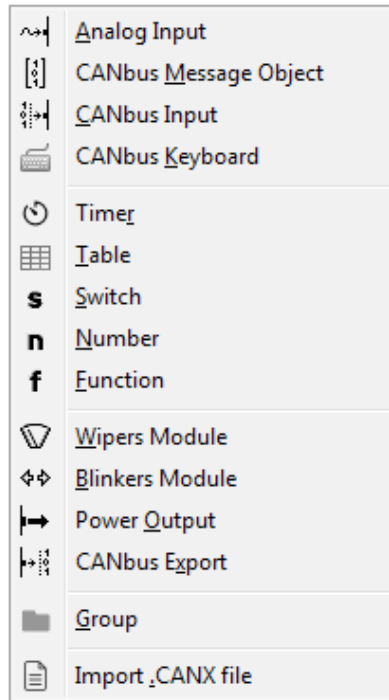 Analog Input
CANbus Message Object
CANbus Input
CANbus Keyboard
Timer
Table
s Switch
n Number
f Function
Wipers Module
Blinkers Module
Power Output
CANbus Export
Group
Import .CANX file